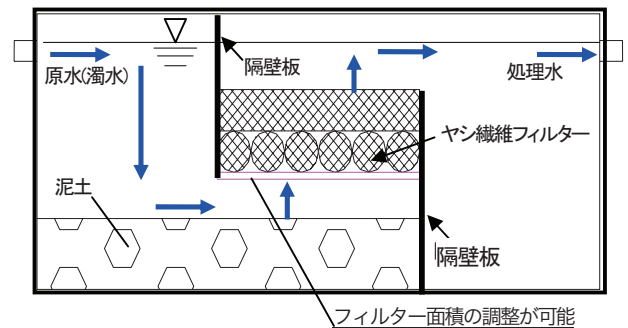 原水(濁水)
隔壁板
処理水
ヤシ繊維フィルター
泥土
隔壁板
フィルター面積の調整が可能